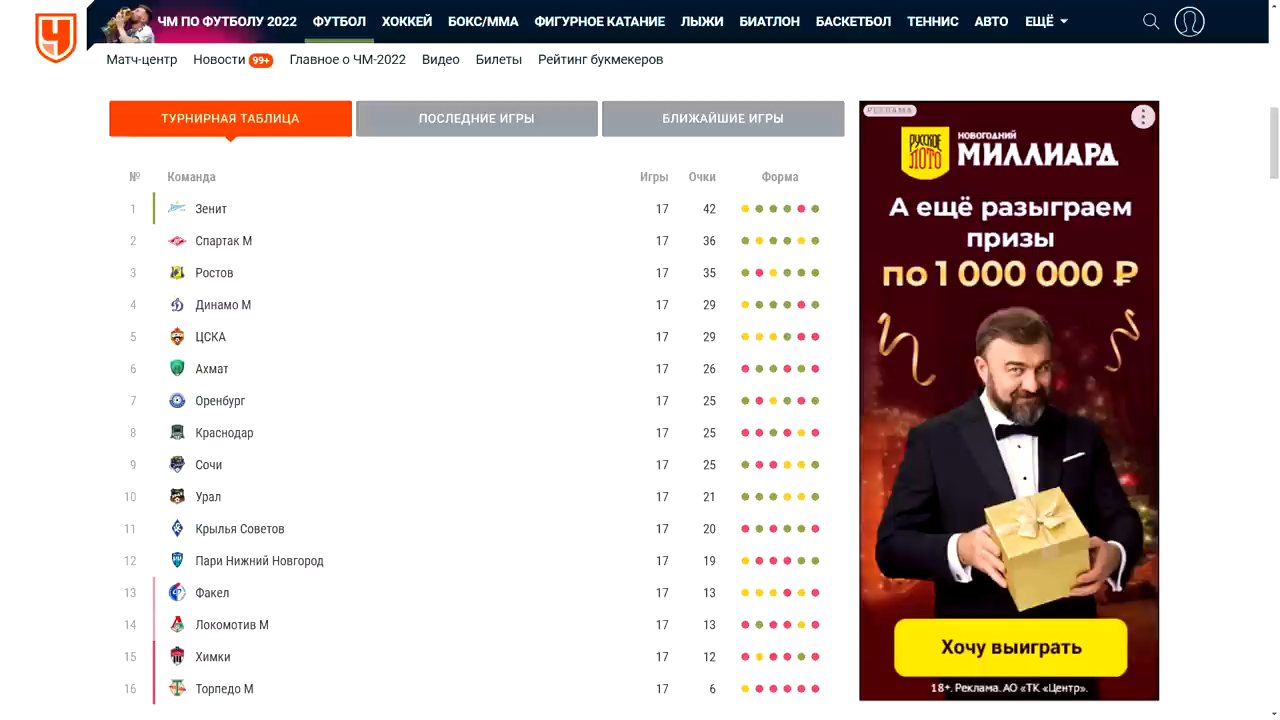 ЧМ ПО ФУТБОЛУ 2022 ФУТБОЛ ХОККЕЙ БОКС/ММА ФИГУРНОЕ КАТАНИЕ ЛЫЖИ БИАТЛОН БАСКЕТБОЛ ТЕННИС АВТО ЕЩЁ
Ч
Матч-центр Новости 99+ Главное о ЧМ-2022 Видео Билеты Рейтинг букмекеров
ТУРНИРНАЯ ТАБЛИЦА ПОСЛЕДНИЕ ИГРЫ БЛИЖАЙШИЕ ИГРЫ
№ Команда Игры Очки Форма
1 Зенит 17 42
2 Спартак М 17 36
3 Ростов 17 35
4 Динамо М 17 29
5 ЦСКА 17 29
6 Ахмат 17 26
7 Оренбург 17 25
8 Краснодар 17 25
9 Сочи 17 25
10 Урал 17 21
11 Крылья Советов 17 20
12 Пари Нижний Новгород 17 19
13 Факел 17 13
14 Локомотив М 17 13
15 Химки 17 12
16 Торпедо М 17 6
РЕКЛАМА
РУССКОЕ ЛОТО
НОВОГОДНИЙ
МИЛЛИАРД
А ещё разыграем
призы
по 1 000 000 ₽
Хочу выиграть
18+. Реклама. АО «ТК «Центр».